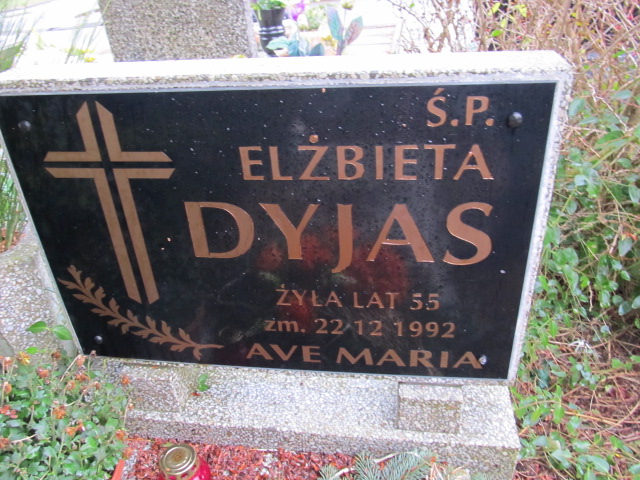 Ś.P.
ELŻBIETA
DYJAS
ŻYŁA LAT 55
zm. 22 12 1992
AVE MARIA